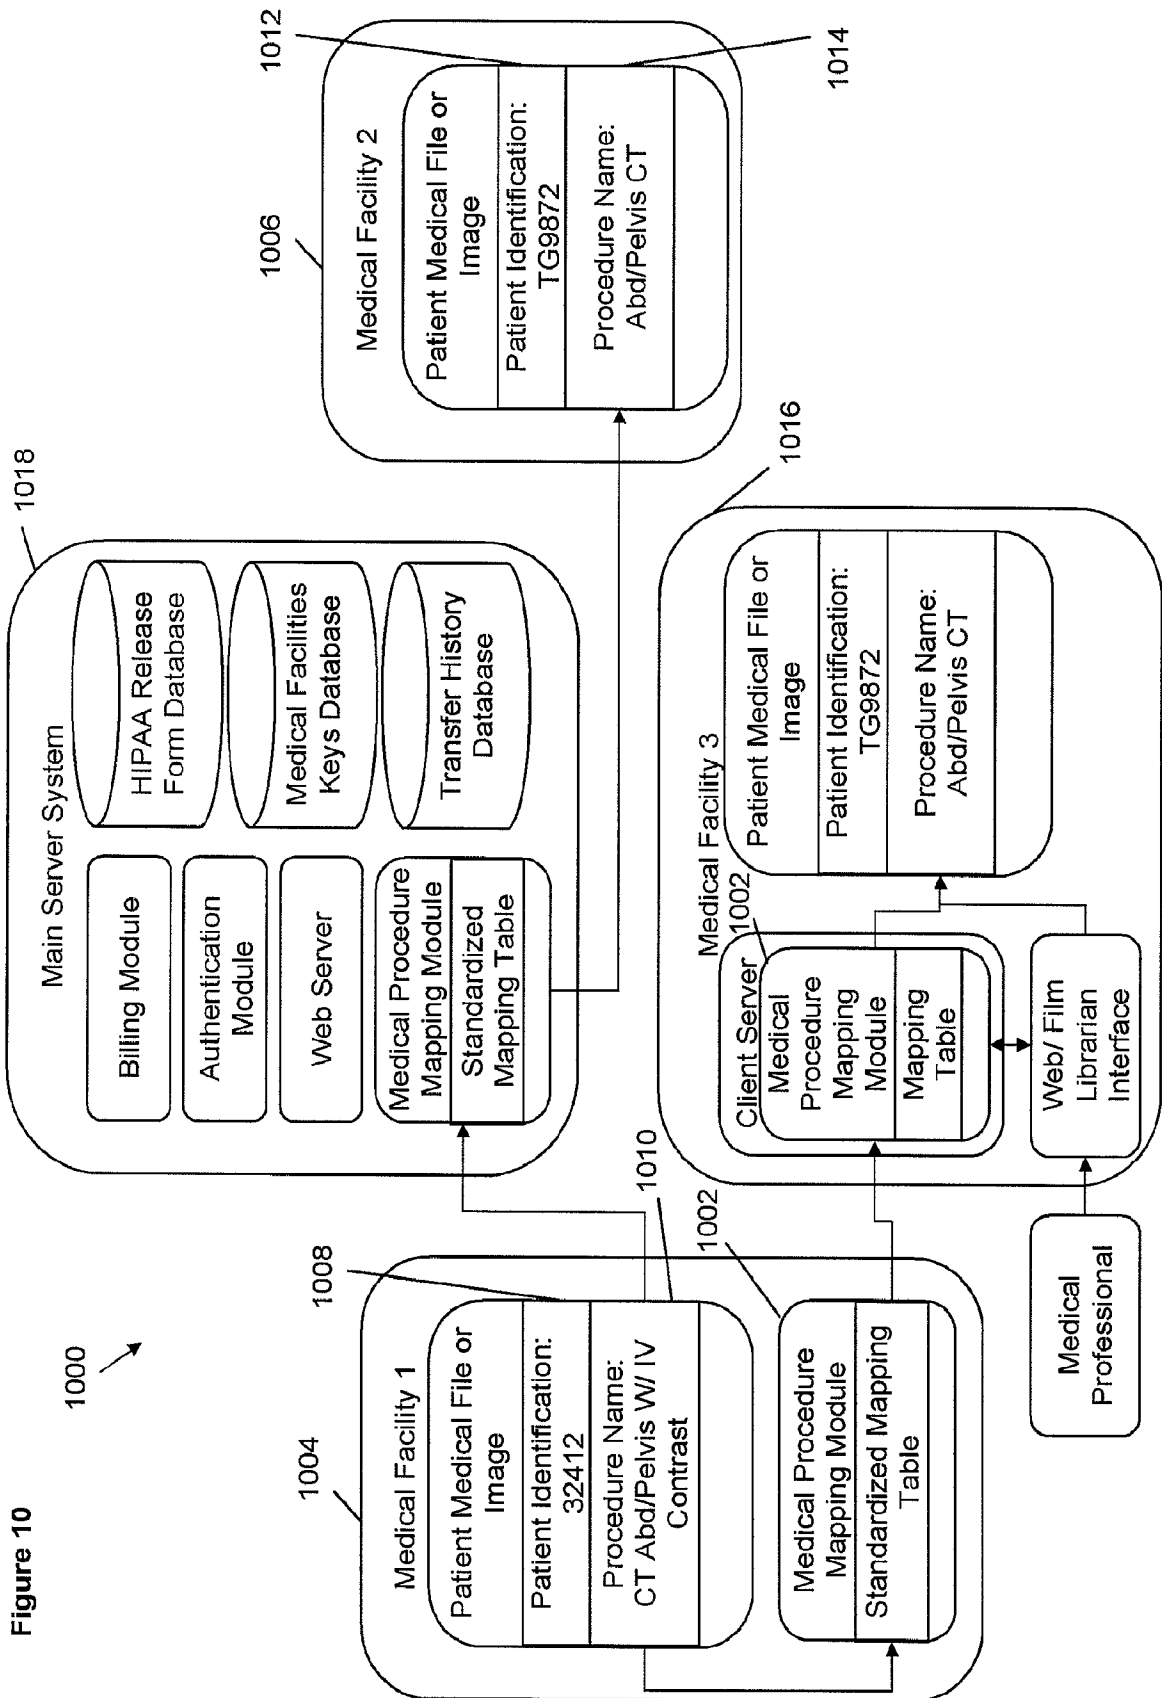 Figure 10
1000
1004
Medical Facility 1
Patient Medical File or
Image
Patient Identification:
32412
Procedure Name:
CT Abd/Pelvis W/ IV
Contrast
1008
1010
1002
Medical Procedure
Mapping Module
Standardized Mapping
Table
Main Server System
1018
Billing Module
Authentication
Module
Web Server
Medical Procedure
Mapping Module
Standardized
Mapping Table
HIPAA Release
Form Database
Medical Facilities
Keys Database
Transfer History
Database
1006
Medical Facility 2
Patient Medical File or
Image
Patient Identification:
TG9872
Procedure Name:
Abd/Pelvis CT
1012
1014
1016
Medical Facility 3
1002
Client Server
Medical
Procedure
Mapping
Module
Mapping
Table
Patient Medical File or
Image
Patient Identification:
TG9872
Procedure Name:
Abd/Pelvis CT
Web/ Film
Librarian
Interface
Medical
Professional